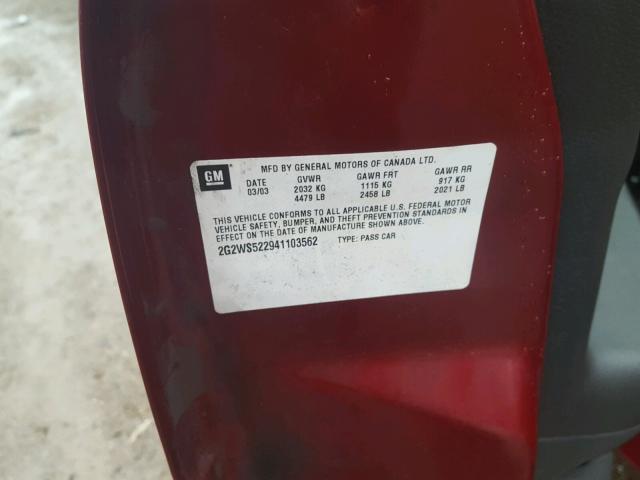 GM
MFD BY GENERAL MOTORS OF CANADA LTD.
DATE GVWR GAWR FRT GAWR RR
03/03 2032 KG 1115 KG 917 KG
4479 LB 2458 LB 2021 LB
THIS VEHICLE CONFORMS TO ALL APPLICABLE U.S. FEDERAL MOTOR
VEHICLE SAFETY, BUMPER, AND THEFT PREVENTION STANDARDS IN
EFFECT ON THE DATE OF MANUFACTURE SHOWN ABOVE.
2G2WS522941103562 TYPE: PASS CAR